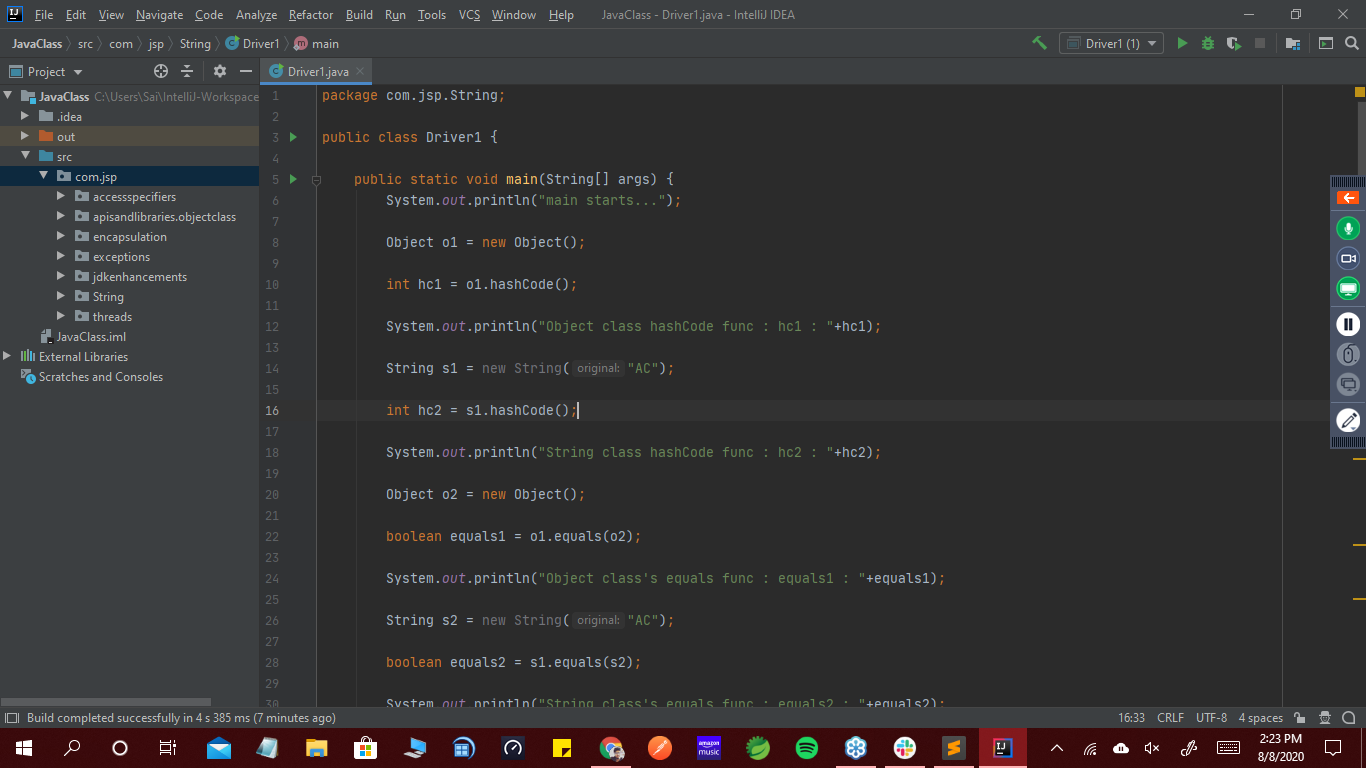 File Edit View Navigate Code Analyze Refactor Build Run Tools VCS Window Help JavaClass - Driver1.java - IntelliJ IDEA
JavaClass src com jsp String Driver1 main Driver1 (1)
Project
Driver1.java
JavaClass C:\Users\Sai\IntelliJ-Workspace
.idea
out
src
com.jsp
accessspecifiers
apisandlibraries.objectclass
encapsulation
exceptions
jdkenhancements
String
threads
JavaClass.iml
External Libraries
Scratches and Consoles
1 package com.jsp.String;
2
3 public class Driver1 {
4
5 public static void main(String[] args) {
6 System.out.println("main starts...");
7
8 Object o1 = new Object();
9
10 int hc1 = o1.hashCode();
11
12 System.out.println("Object class hashCode func : hc1 : "+hc1);
13
14 String s1 = new String( original: "AC");
15
16 int hc2 = s1.hashCode();
17
18 System.out.println("String class hashCode func : hc2 : "+hc2);
19
20 Object o2 = new Object();
21
22 boolean equals1 = o1.equals(o2);
23
24 System.out.println("Object class's equals func : equals1 : "+equals1);
25
26 String s2 = new String( original: "AC");
27
28 boolean equals2 = s1.equals(s2);
29
30 System.out.println("String class's equals func : equals2 : "+equals2);
Build completed successfully in 4 s 385 ms (7 minutes ago) 16:33 CRLF UTF-8 4 spaces
amazon music
2:23 PM
8/8/2020